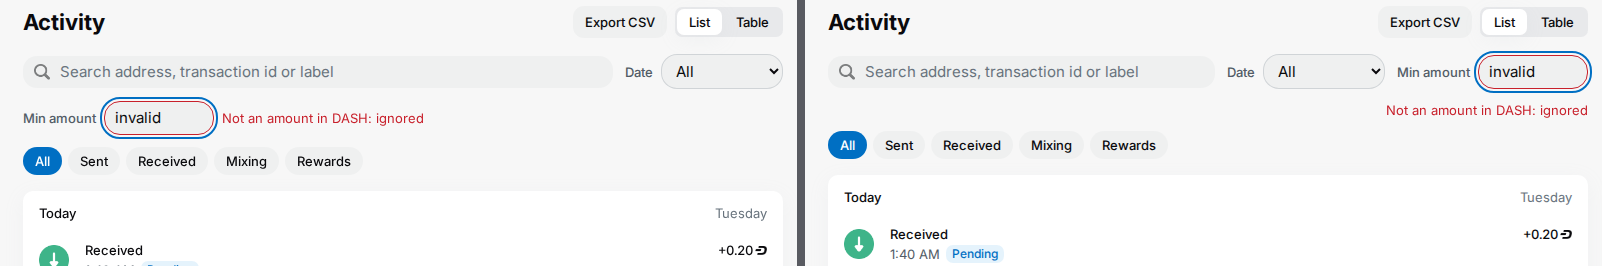 Activity
Export CSV
List
Table
Search address, transaction id or label
Date
All
Min amount
invalid
Not an amount in DASH: ignored
All
Sent
Received
Mixing
Rewards
Today
Tuesday
Received
+0.20
Activity
Export CSV
List
Table
Search address, transaction id or label
Date
All
Min amount
invalid
Not an amount in DASH: ignored
All
Sent
Received
Mixing
Rewards
Today
Tuesday
Received
+0.20
1:40 AM
Pending